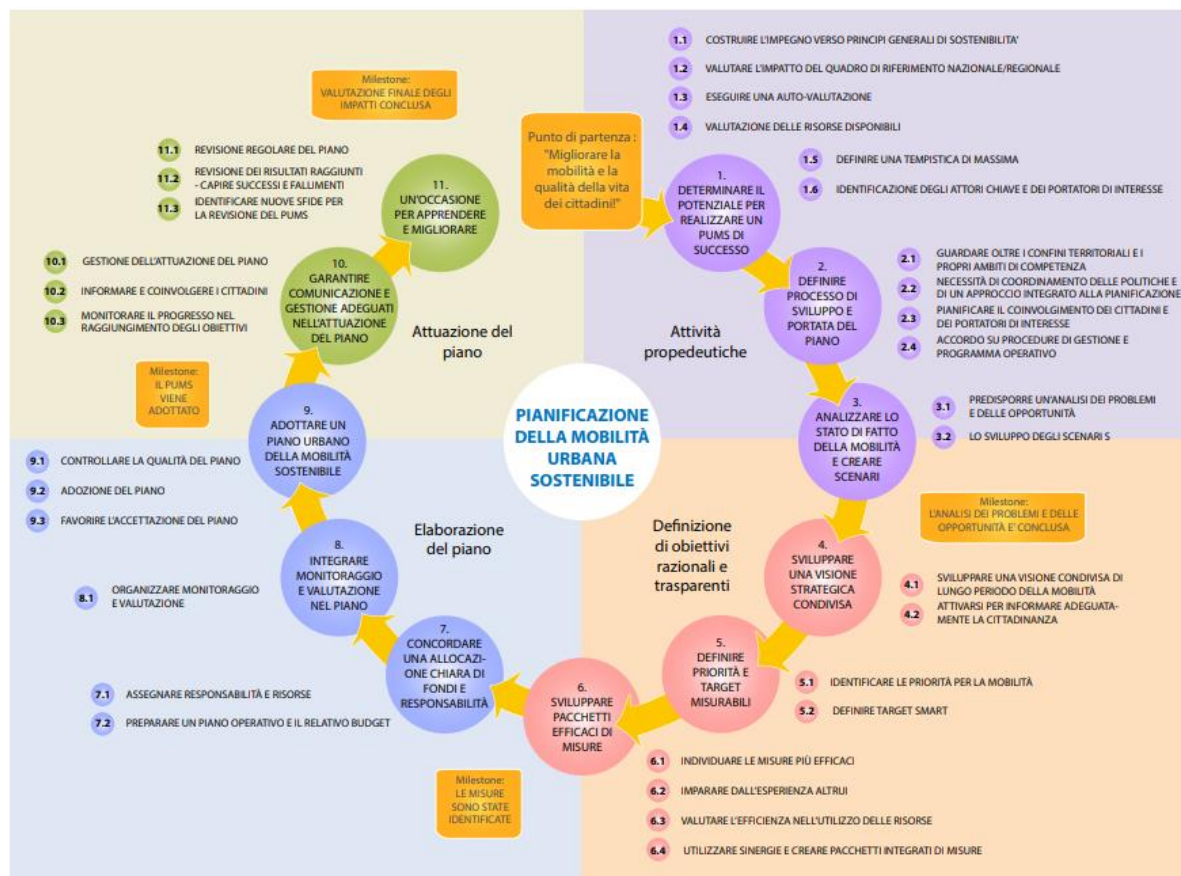 Punto di partenza :
"Migliorare la
mobilità e la
qualità della vita
dei cittadini!"
1.
DETERMINARE IL
POTENZIALE PER
REALIZZARE UN
PUMS DI
SUCCESSO
1.1 COSTRUIRE L'IMPEGNO VERSO PRINCIPI GENERALI DI SOSTENIBILITA'
1.2 VALUTARE L'IMPATTO DEL QUADRO DI RIFERIMENTO NAZIONALE/REGIONALE
1.3 ESEGUIRE UNA AUTO-VALUTAZIONE
1.4 VALUTAZIONE DELLE RISORSE DISPONIBILI
1.5 DEFINIRE UNA TEMPISTICA DI MASSIMA
1.6 IDENTIFICAZIONE DEGLI ATTORI CHIAVE E DEI PORTATORI DI INTERESSE
2.
DEFINIRE
PROCESSO DI
SVILUPPO E
PORTATA DEL
PIANO
2.1 GUARDARE OLTRE I CONFINI TERRITORIALI E I
PROPRI AMBITI DI COMPETENZA
2.2 NECESSITÀ DI COORDINAMENTO DELLE POLITICHE E
DI UN APPROCCIO INTEGRATO ALLA PIANIFICAZIONE
2.3 PIANIFICARE IL COINVOLGIMENTO DEI CITTADINI E
DEI PORTATORI DI INTERESSE
2.4 ACCORDO SU PROCEDURE DI GESTIONE E
PROGRAMMA OPERATIVO
Attività
propedeutiche
3.
ANALIZZARE LO
STATO DI FATTO
DELLA MOBILITÀ
E CREARE
SCENARI
3.1 PREDISPORRE UN'ANALISI DEI PROBLEMI
E DELLE OPPORTUNITÀ
3.2 LO SVILUPPO DEGLI SCENARI S
Milestone:
L'ANALISI DEI PROBLEMI E DELLE
OPPORTUNITÀ E' CONCLUSA
PIANIFICAZIONE
DELLA MOBILITÀ
URBANA
SOSTENIBILE
Definizione
di obiettivi
razionali e
trasparenti
4.
SVILUPPARE
UNA VISIONE
STRATEGICA
CONDIVISA
4.1 SVILUPPARE UNA VISIONE CONDIVISA DI
LUNGO PERIODO DELLA MOBILITÀ
4.2 ATTIVARSI PER INFORMARE ADEGUATA-
MENTE LA CITTADINANZA
5.
DEFINIRE
PRIORITÀ E
TARGET
MISURABILI
5.1 IDENTIFICARE LE PRIORITÀ PER LA MOBILITÀ
5.2 DEFINIRE TARGET SMART
6.
SVILUPPARE
PACCHETTI
EFFICACI DI
MISURE
6.1 INDIVIDUARE LE MISURE PIÙ EFFICACI
6.2 IMPARARE DALL'ESPERIENZA ALTRUI
6.3 VALUTARE L'EFFICIENZA NELL'UTILIZZO DELLE RISORSE
6.4 UTILIZZARE SINERGIE E CREARE PACCHETTI INTEGRATI DI MISURE
Milestone:
LE MISURE
SONO STATE
IDENTIFICATE
7.
CONCORDARE
UNA ALLOCAZI-
ONE CHIARA DI
FONDI E
RESPONSABILITÀ
7.1 ASSEGNARE RESPONSABILITÀ E RISORSE
7.2 PREPARARE UN PIANO OPERATIVO E IL RELATIVO BUDGET
Elaborazione
del piano
8.
INTEGRARE
MONITORAGGIO
E VALUTAZIONE
NEL PIANO
8.1 ORGANIZZARE MONITORAGGIO
E VALUTAZIONE
9.
ADOTTARE UN
PIANO URBANO
DELLA MOBILITÀ
SOSTENIBILE
9.1 CONTROLLARE LA QUALITÀ DEL PIANO
9.2 ADOZIONE DEL PIANO
9.3 FAVORIRE L'ACCETTAZIONE DEL PIANO
Milestone:
IL PUMS
VIENE
ADOTTATO
Attuazione del
piano
10.
GARANTIRE
COMUNICAZIONE E
GESTIONE ADEGUATI
NELL'ATTUAZIONE
DEL PIANO
10.1 GESTIONE DELL'ATTUAZIONE DEL PIANO
10.2 INFORMARE E COINVOLGERE I CITTADINI
10.3 MONITORARE IL PROGRESSO NEL
RAGGIUNGIMENTO DEGLI OBIETTIVI
11.
UN'OCCASIONE
PER APPRENDERE
E MIGLIORARE
11.1 REVISIONE REGOLARE DEL PIANO
11.2 REVISIONE DEI RISULTATI RAGGIUNTI
- CAPIRE SUCCESSI E FALLIMENTI
11.3 IDENTIFICARE NUOVE SFIDE PER
LA REVISIONE DEL PUMS
Milestone:
VALUTAZIONE FINALE DEGLI
IMPATTI CONCLUSA